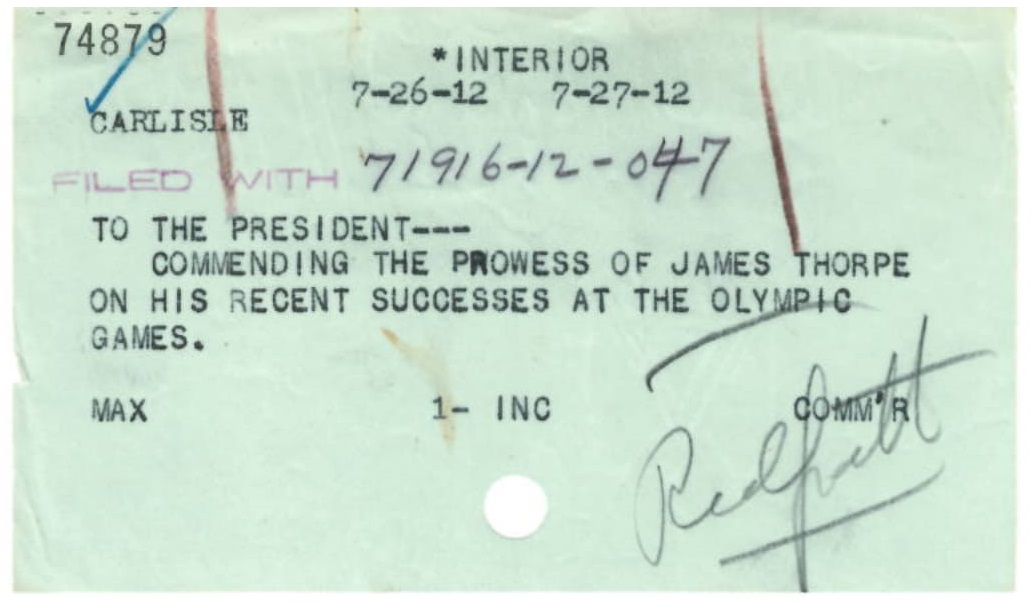 74879
*INTERIOR
7-26-12 7-27-12
CARLISLE
FILED WITH 71916-12-047
TO THE PRESIDENT----
COMMENDING THE PROWESS OF JAMES THORPE
ON HIS RECENT SUCCESSES AT THE OLYMPIC
GAMES.
MAX 1- INC COMM'R